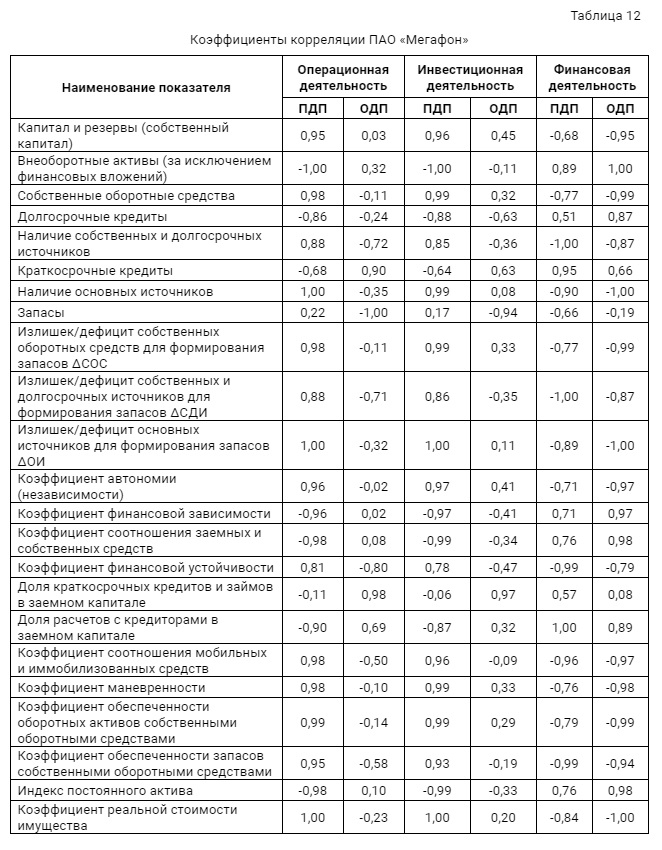 Таблица 12
Коэффициенты корреляции ПАО «Мегафон»
Наименование показателя
Операционная деятельность
Инвестиционная деятельность
Финансовая деятельность
ПДП ОДП ПДП ОДП ПДП ОДП
Капитал и резервы (собственный
капитал) 0,95 0,03 0,96 0,45 -0,68 -0,95
Внеоборотные активы (за исключением
финансовых вложений) -1,00 0,32 -1,00 -0,11 0,89 1,00
Собственные оборотные средства 0,98 -0,11 0,99 0,32 -0,77 -0,99
Долгосрочные кредиты -0,86 -0,24 -0,88 -0,63 0,51 0,87
Наличие собственных и долгосрочных
источников 0,88 -0,72 0,85 -0,36 -1,00 -0,87
Краткосрочные кредиты -0,68 0,90 -0,64 0,63 0,95 0,66
Наличие основных источников 1,00 -0,35 0,99 0,08 -0,90 -1,00
Запасы 0,22 -1,00 0,17 -0,94 -0,66 -0,19
Излишек/дефицит собственных
оборотных средств для формирования
запасов ΔСОС 0,98 -0,11 0,99 0,33 -0,77 -0,99
Излишек/дефицит собственных и
долгосрочных источников для
формирования запасов ΔСДИ 0,88 -0,71 0,86 -0,35 -1,00 -0,87
Излишек/дефицит основных
источников для формирования запасов
ΔОИ 1,00 -0,32 1,00 0,11 -0,89 -1,00
Коэффициент автономии
(независимости) 0,96 -0,02 0,97 0,41 -0,71 -0,97
Коэффициент финансовой зависимости -0,96 0,02 -0,97 -0,41 0,71 0,97
Коэффициент соотношения заемных и
собственных средств -0,98 0,08 -0,99 -0,34 0,76 0,98
Коэффициент финансовой устойчивости 0,81 -0,80 0,78 -0,47 -0,99 -0,79
Доля краткосрочных кредитов и займов
в заемном капитале -0,11 0,98 -0,06 0,97 0,57 0,08
Доля расчетов с кредиторами в
заемном капитале -0,90 0,69 -0,87 0,32 1,00 0,89
Коэффициент соотношения мобильных
и иммобилизованных средств 0,98 -0,50 0,96 -0,09 -0,96 -0,97
Коэффициент маневренности 0,98 -0,10 0,99 0,33 -0,76 -0,98
Коэффициент обеспеченности
оборотных активов собственными
оборотными средствами 0,99 -0,14 0,99 0,29 -0,79 -0,99
Коэффициент обеспеченности запасов
собственными оборотными средствами 0,95 -0,58 0,93 -0,19 -0,99 -0,94
Индекс постоянного актива -0,98 0,10 -0,99 -0,33 0,76 0,98
Коэффициент реальной стоимости
имущества 1,00 -0,23 1,00 0,20 -0,84 -1,00